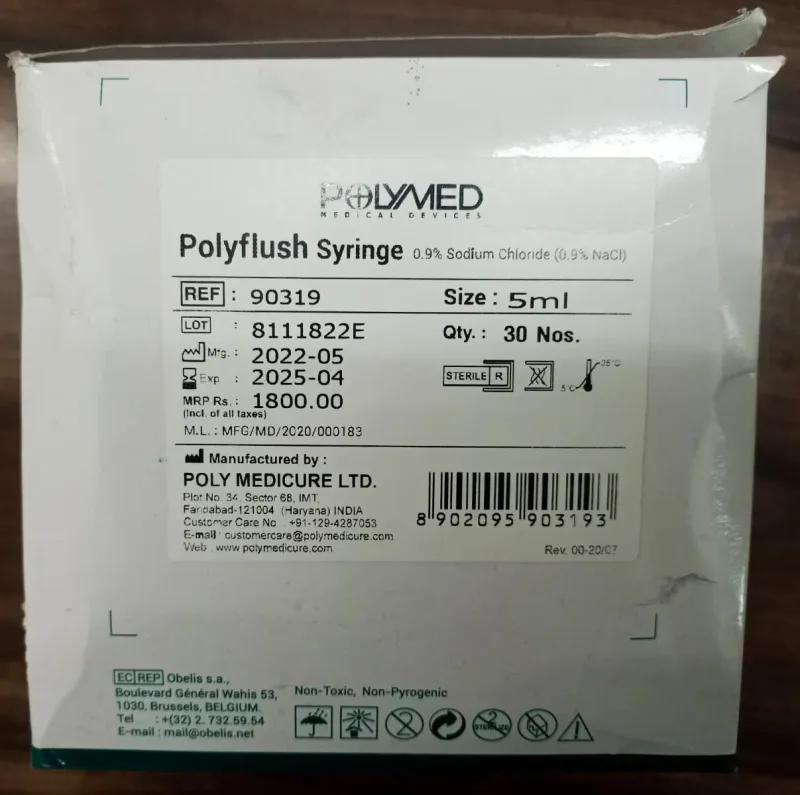 POLYMED
MEDICAL DEVICES
Polyflush Syringe 0.9% Sodium Chloride (0.9% NaCl)
REF : 90319 Size : 5ml
LOT : 8111822E Qty. : 30 Nos.
Mfg. : 2022-05
Exp : 2025-04
STERILE R
5°C 25°C
MRP Rs. : 1800.00
(Incl. of all taxes)
M.L. : MFG/MD/2020/000183
Manufactured by :
POLY MEDICURE LTD.
Plot No. 34, Sector 68, IMT,
Faridabad-121004 (Haryana) INDIA
Customer Care No +91-129-4287053
E-mail : customercare@polymedicure.com
Web : www.polymedicure.com
8 902095 903193
Rev. 00-20/07
EC REP Obelis s.a.,
Boulevard Général Wahis 53,
1030, Brussels, BELGIUM.
Tel : +(32) 2. 732.59.54
E-mail : mail@obelis.net
Non-Toxic, Non-Pyrogenic
2
STERILIZE